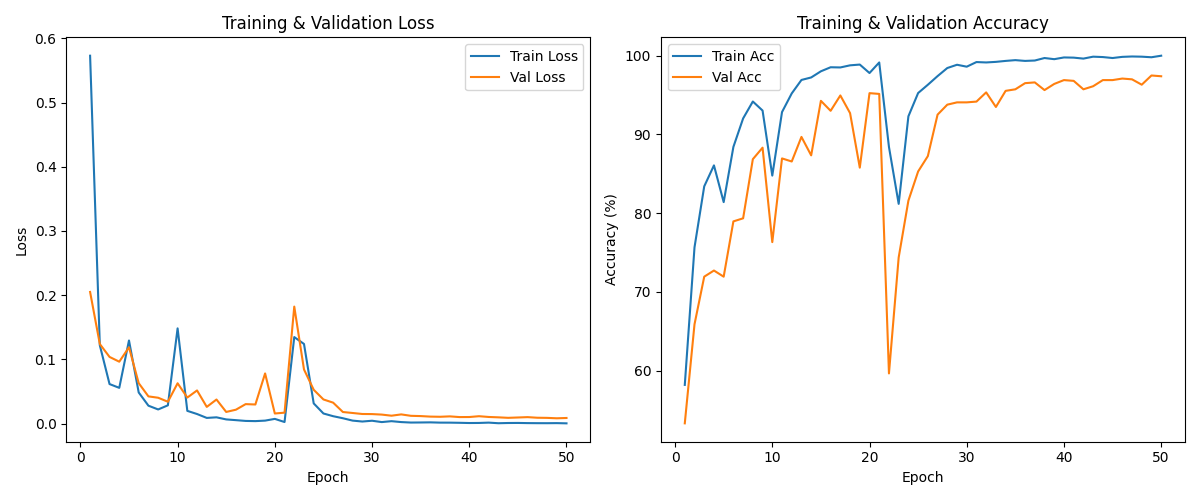 Training & Validation Loss
Train Loss
Val Loss
Loss
0.6
0.5
0.4
0.3
0.2
0.1
0.0
0
10
20
30
40
50
Epoch
Training & Validation Accuracy
Train Acc
Val Acc
Accuracy (%)
100
90
80
70
60
0
10
20
30
40
50
Epoch